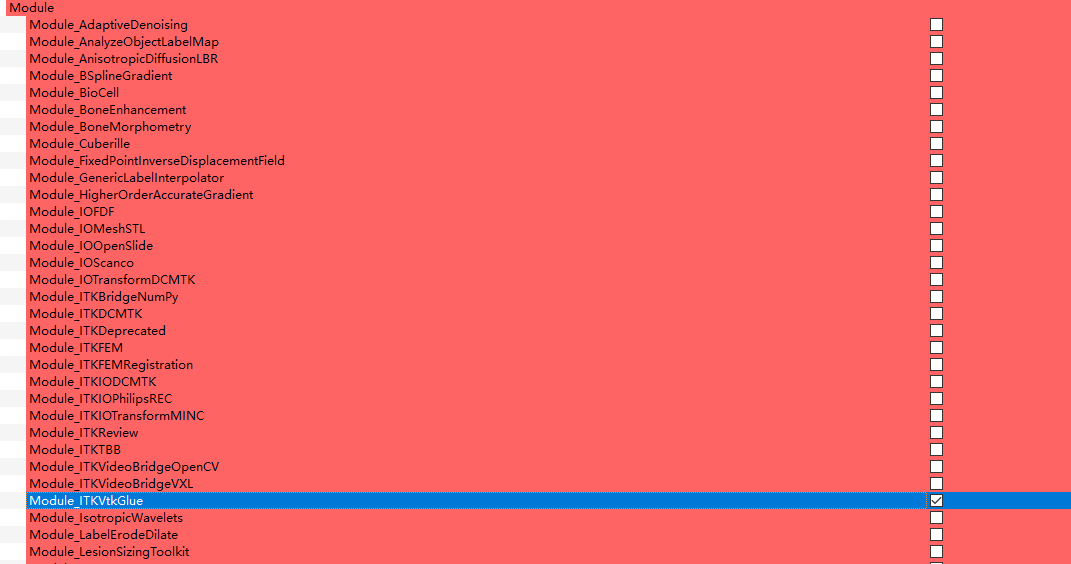 Module
Module_AdaptiveDenoising
Module_AnalyzeObjectLabelMap
Module_AnisotropicDiffusionLBR
Module_BSplineGradient
Module_BioCell
Module_BoneEnhancement
Module_BoneMorphometry
Module_Cuberille
Module_FixedPointInverseDisplacementField
Module_GenericLabelInterpolator
Module_HigherOrderAccurateGradient
Module_IOFDF
Module_IOMeshSTL
Module_IOOpenSlide
Module_IOScanco
Module_IOTransformDCMTK
Module_ITKBridgeNumPy
Module_ITKDCMTK
Module_ITKDeprecated
Module_ITKFEM
Module_ITKFEMRegistration
Module_ITKIODCMTK
Module_ITKIOPhilipsREC
Module_ITKIOTransformMINC
Module_ITKReview
Module_ITKTBB
Module_ITKVideoBridgeOpenCV
Module_ITKVideoBridgeVXL
Module_ITKVtkGlue
Module_IsotropicWavelets
Module_LabelErodeDilate
Module_LesionSizingToolkit